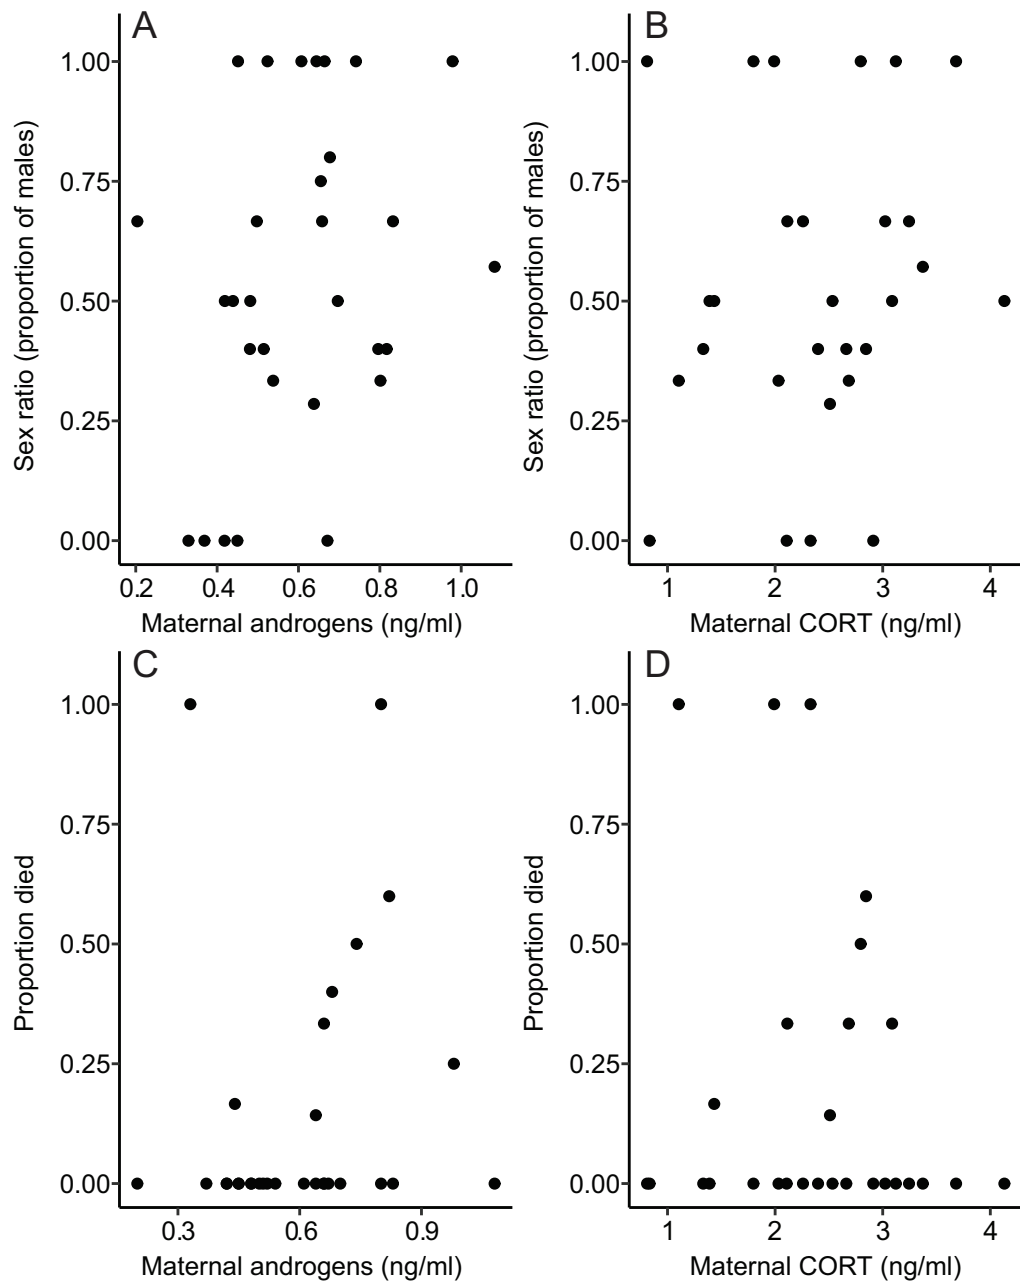 A
1.00
0.75
0.50
0.25
0.00
Sex ratio (proportion of males)
0.2 0.4 0.6 0.8 1.0
Maternal androgens (ng/ml)
B
1.00
0.75
0.50
0.25
0.00
Sex ratio (proportion of males)
1 2 3 4
Maternal CORT (ng/ml)
C
1.00
0.75
0.50
0.25
0.00
Proportion died
0.3 0.6 0.9
Maternal androgens (ng/ml)
D
1.00
0.75
0.50
0.25
0.00
Proportion died
1 2 3 4
Maternal CORT (ng/ml)